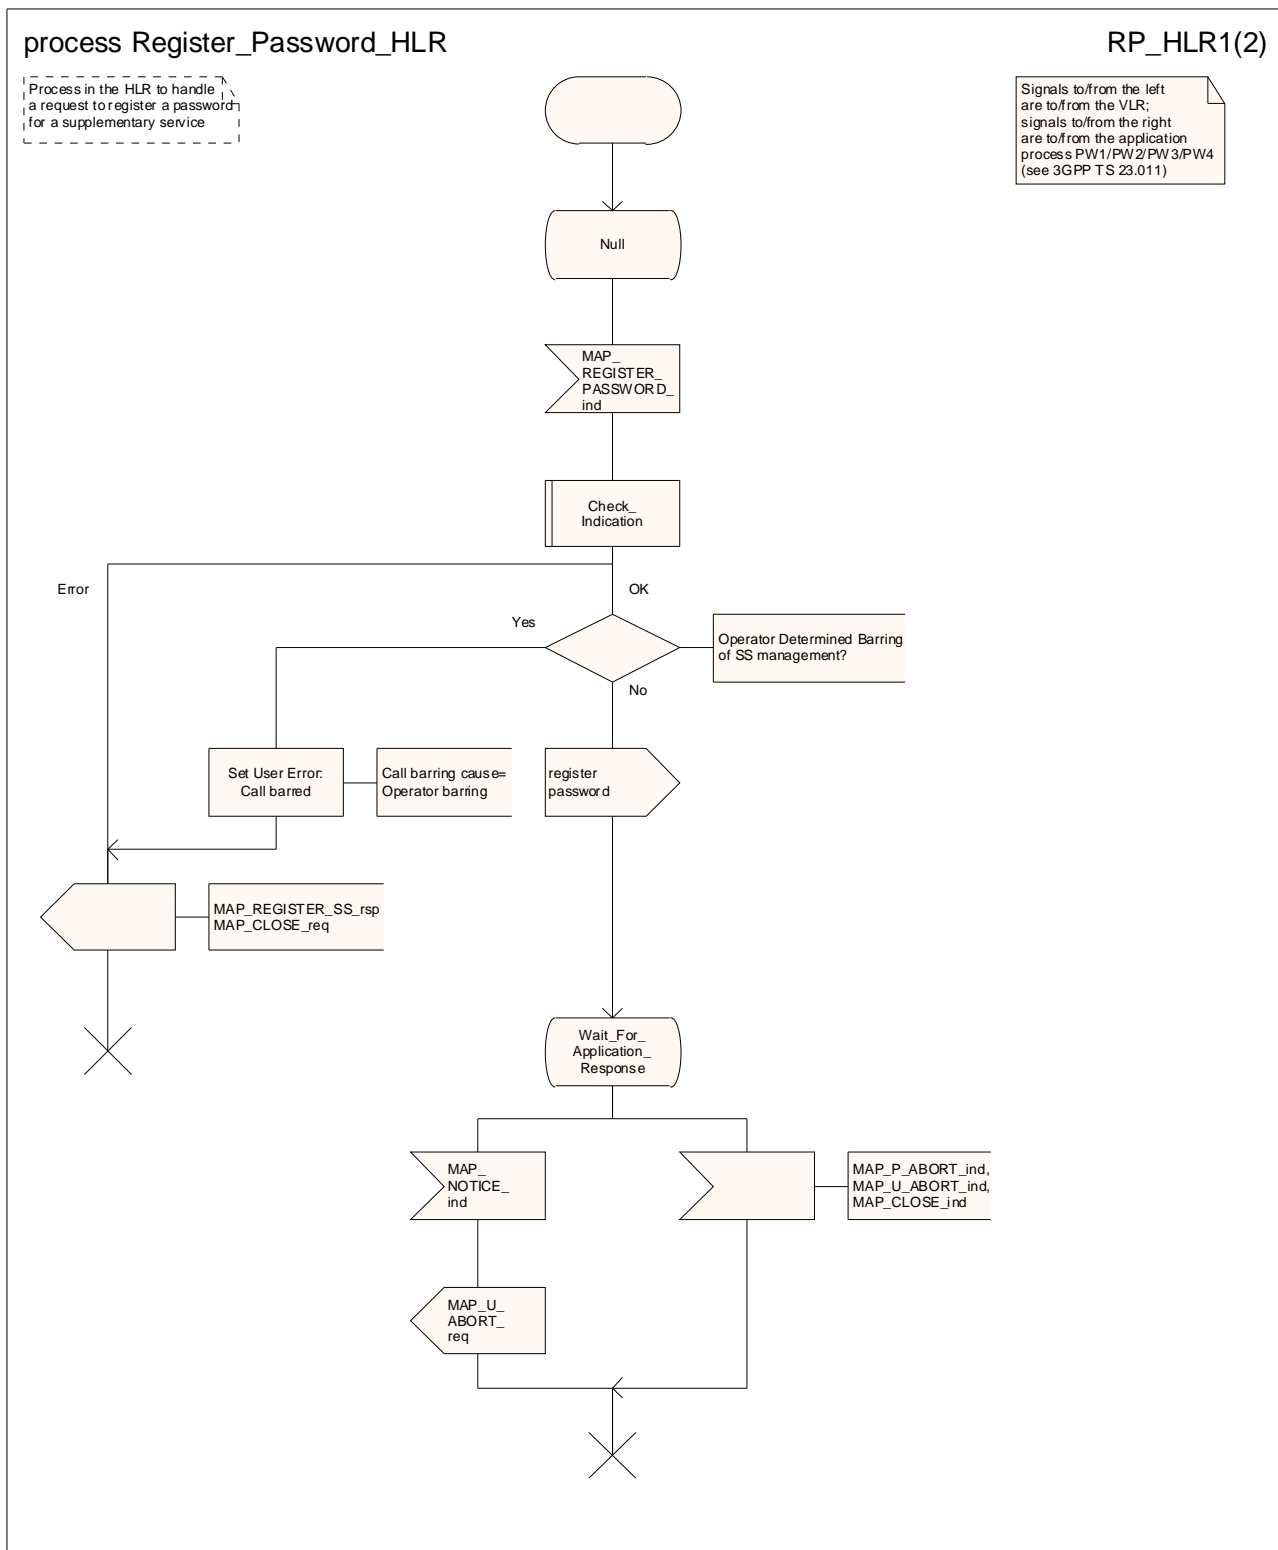 process Register_Password_HLR
RP_HLR1(2)
Process in the HLR to handle
a request to register a password
for a supplementary service
Signals to/from the left
are to/from the VLR;
signals to/from the right
are to/from the application
process PW1/PW2/PW3/PW4
(see 3GPP TS 23.011)
Null
MAP_
REGISTER_
PASSWORD_
ind
Check_
Indication
Error
OK
Yes
Operator Determined Barring
of SS management?
No
Set User Error:
Call barred
Call barring cause=
Operator barring
register
password
MAP_REGISTER_SS_rsp
MAP_CLOSE_req
Wait_For_
Application_
Response
MAP_
NOTICE_
ind
MAP_P_ABORT_ind,
MAP_U_ABORT_ind,
MAP_CLOSE_ind
MAP_U_
ABORT_
req